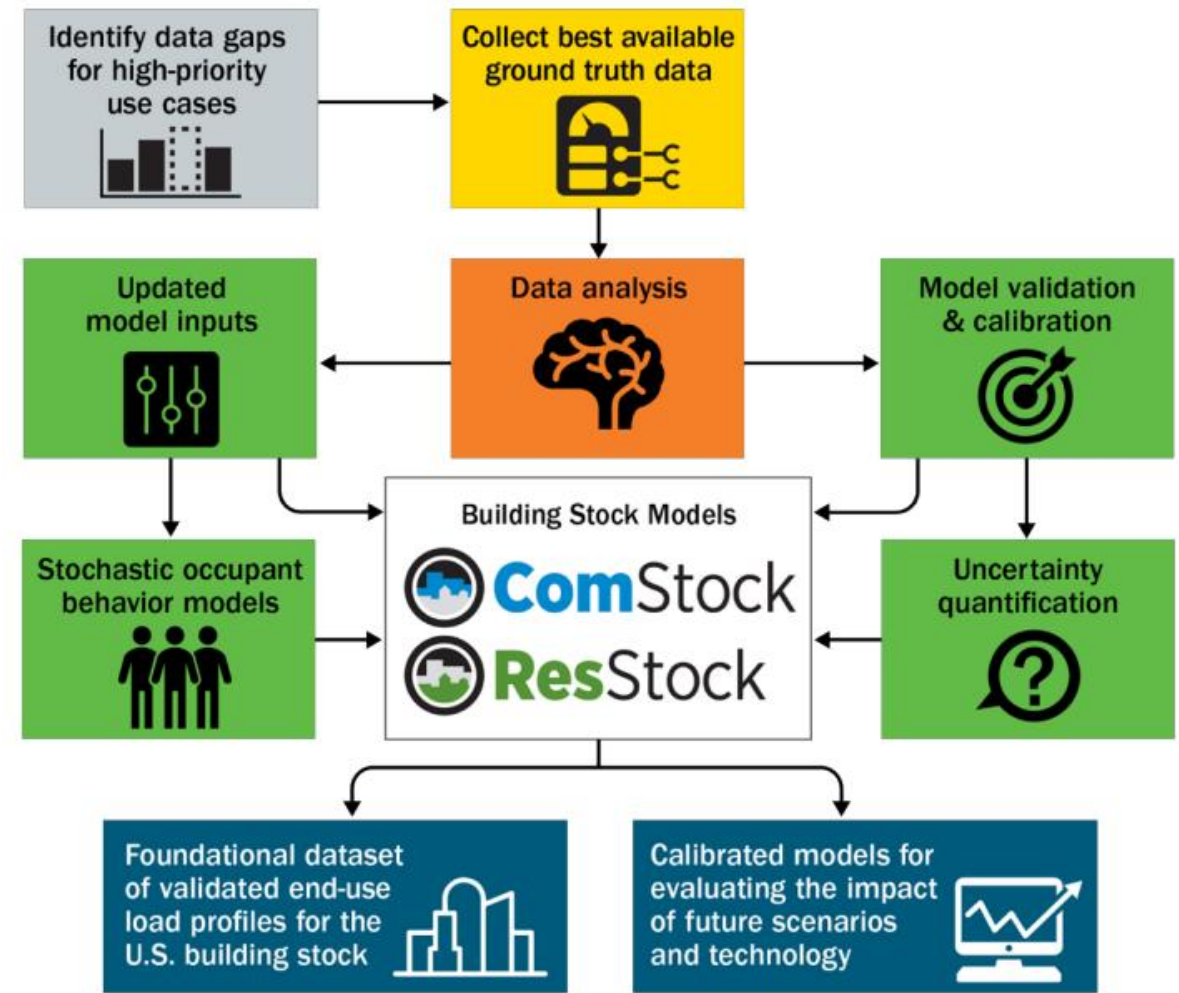 Identify data gaps
for high-priority
use cases
Collect best available
ground truth data
Updated
model inputs
Data analysis
Model validation
& calibration
Stochastic occupant
behavior models
Building Stock Models
ComStock
ResStock
Uncertainty
quantification
?
Foundational dataset
of validated end-use
load profiles for the
U.S. building stock
Calibrated models for
evaluating the impact
of future scenarios
and technology